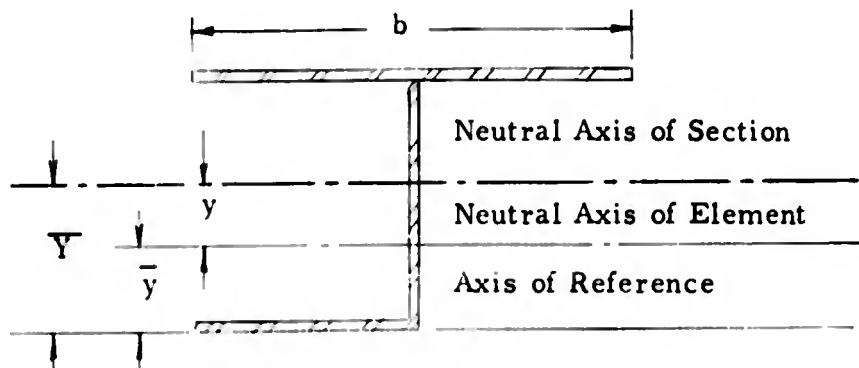 b
Neutral Axis of Section
y
Neutral Axis of Element
Y̅
y̅
Axis of Reference